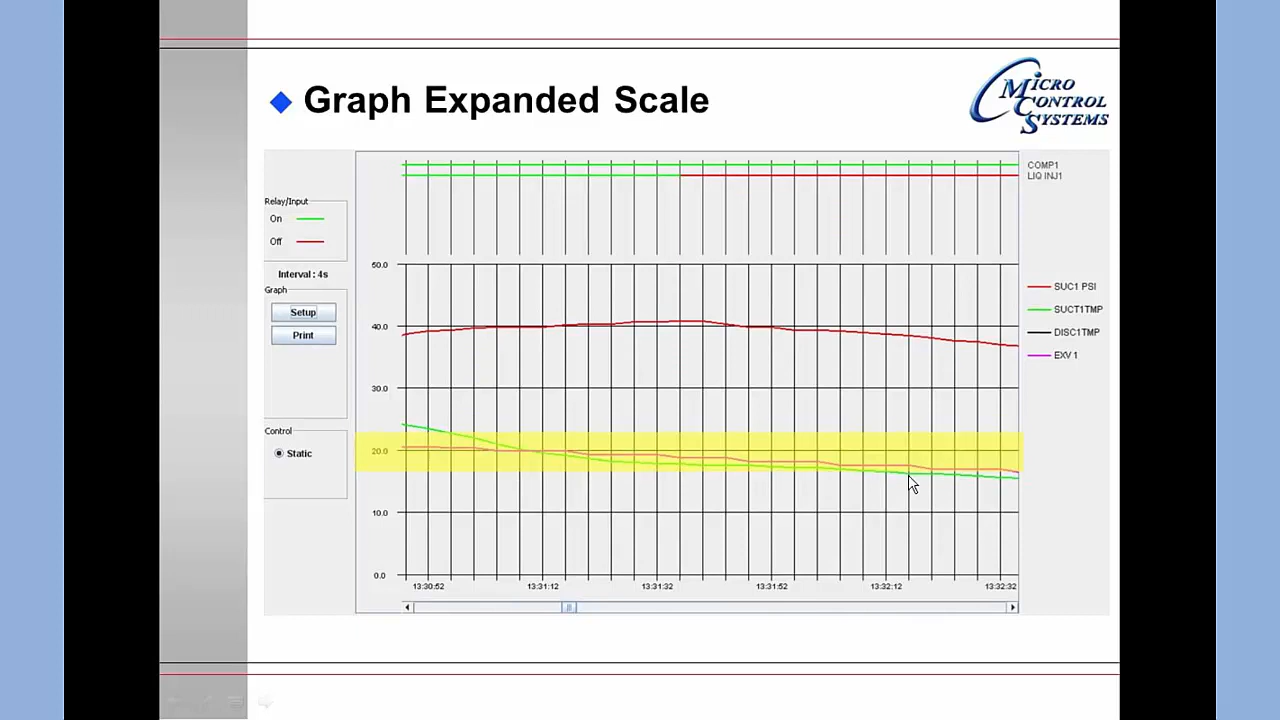 Graph Expanded Scale
MICRO
CONTROL
SYSTEMS
COMP1
LIQ INJ1
Relay/Input
On
Off
Interval : 4s
Graph
Setup
Print
Control
Static
50.0
40.0
30.0
20.0
10.0
0.0
SUC1 PSI
SUCT1TMP
DISC1TMP
EXV 1
13:30:52 13:31:12 13:31:32 13:31:52 13:32:12 13:32:32